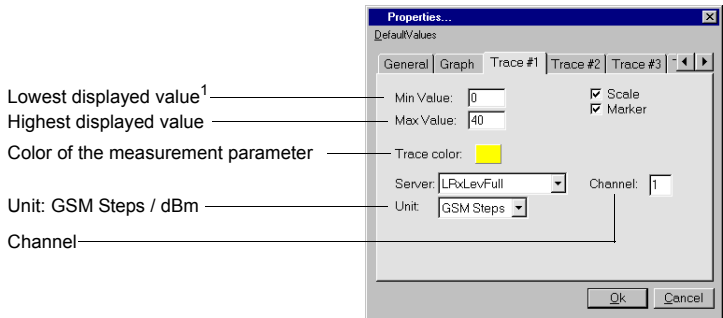 Properties...
DefaultValues
General Graph Trace #1 Trace #2 Trace #3
Lowest displayed value1 Min Value: 0 Scale
Highest displayed value Max Value: 40 Marker
Color of the measurement parameter Trace color:
Server: LRxLevFull Channel: 1
Unit: GSM Steps / dBm Unit: GSM Steps
Channel
Ok Cancel